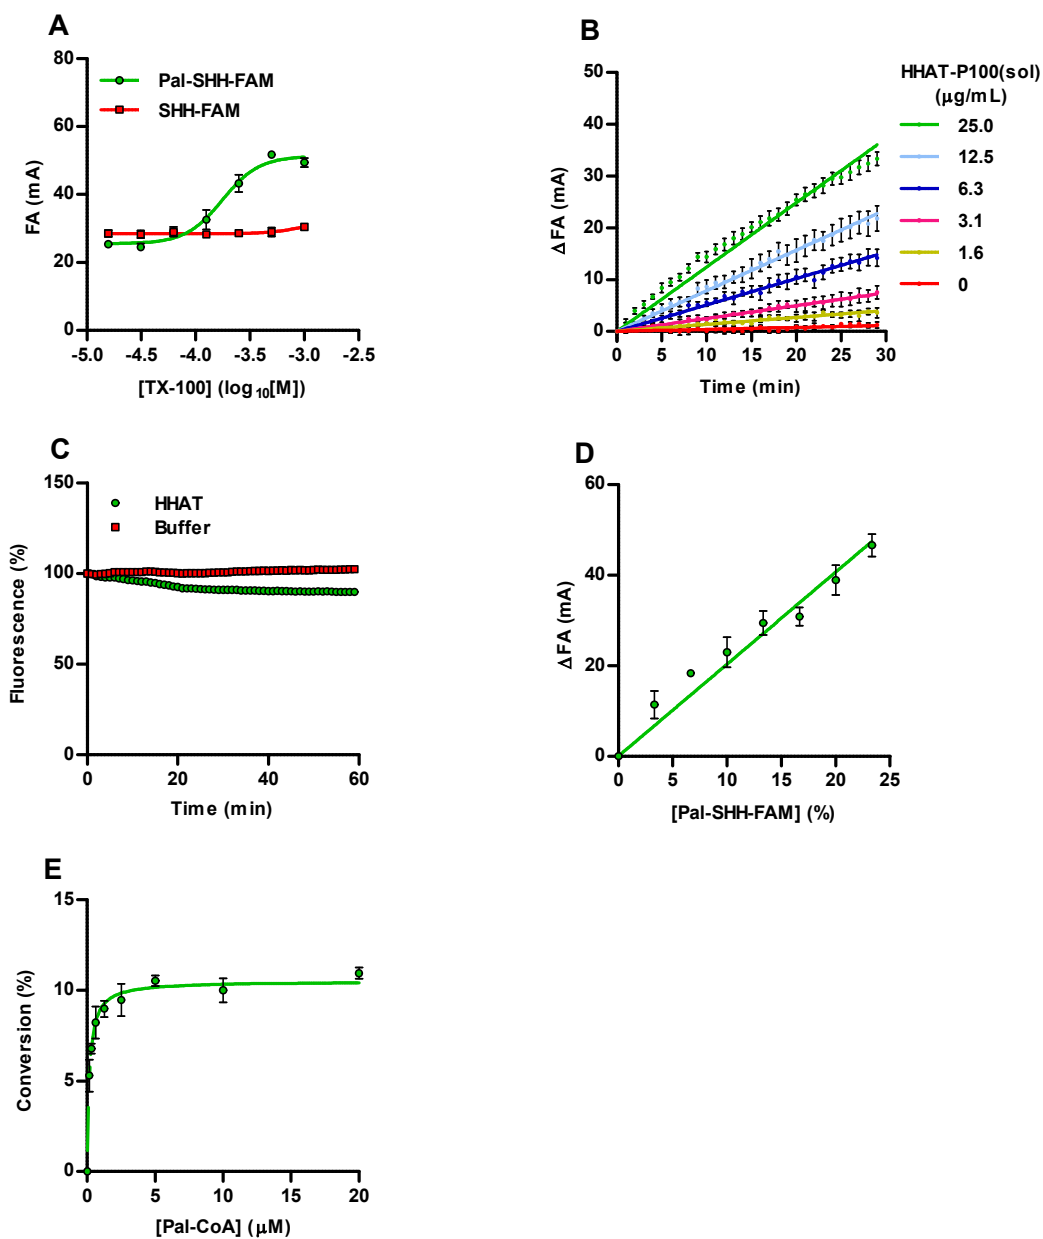 A
80
60
40
20
0
FA (mA)
Pal-SHH-FAM
SHH-FAM
-5.0 -4.5 -4.0 -3.5 -3.0 -2.5
[TX-100] (log10[M])
B
50
40
30
20
10
0
ΔFA (mA)
0 5 10 15 20 25 30
Time (min)
HHAT-P100(sol)
(μg/mL)
25.0
12.5
6.3
3.1
1.6
0
C
150
100
50
0
Fluorescence (%)
HHAT
Buffer
0 20 40 60
Time (min)
D
60
40
20
0
ΔFA (mA)
0 5 10 15 20 25
[Pal-SHH-FAM] (%)
E
15
10
5
0
Conversion (%)
0 5 10 15 20
[Pal-CoA] (μM)